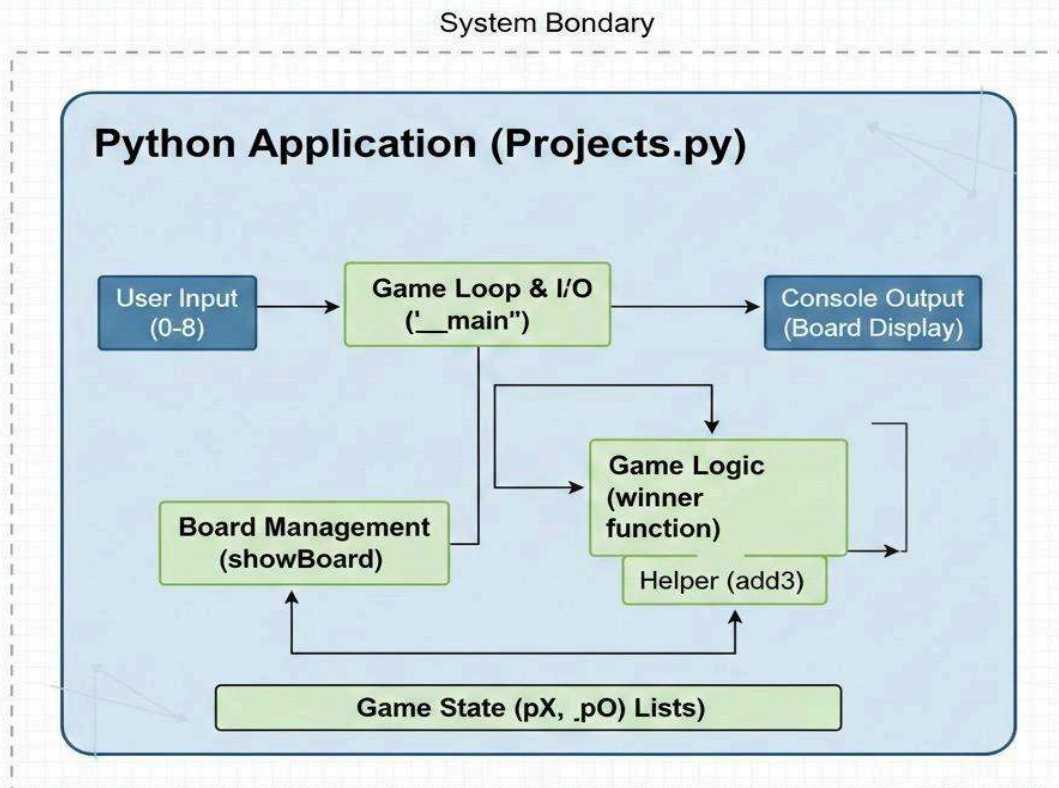 System Bondary
Python Application (Projects.py)
User Input
(0-8)
Game Loop & I/O
('__main")
Console Output
(Board Display)
Game Logic
(winner
function)
Board Management
(showBoard)
Helper (add3)
Game State (pX, ̩pO) Lists)